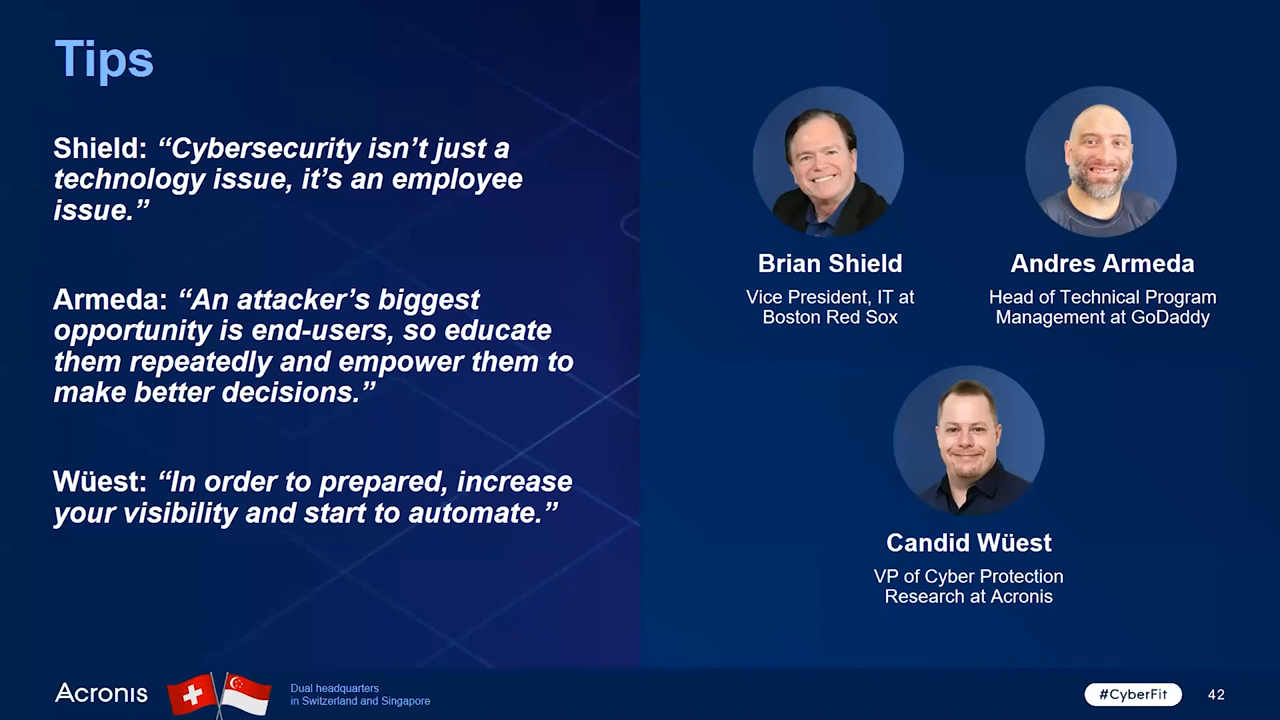 Tips
Shield: “Cybersecurity isn’t just a
technology issue, it’s an employee
issue.”
Armeda: “An attacker’s biggest
opportunity is end-users, so educate
them repeatedly and empower them to
make better decisions.”
Wüest: “In order to prepared, increase
your visibility and start to automate.”
Brian Shield
Vice President, IT at
Boston Red Sox
Andres Armeda
Head of Technical Program
Management at GoDaddy
Candid Wüest
VP of Cyber Protection
Research at Acronis
Acronis
Dual headquarters
in Switzerland and Singapore
#CyberFit
42